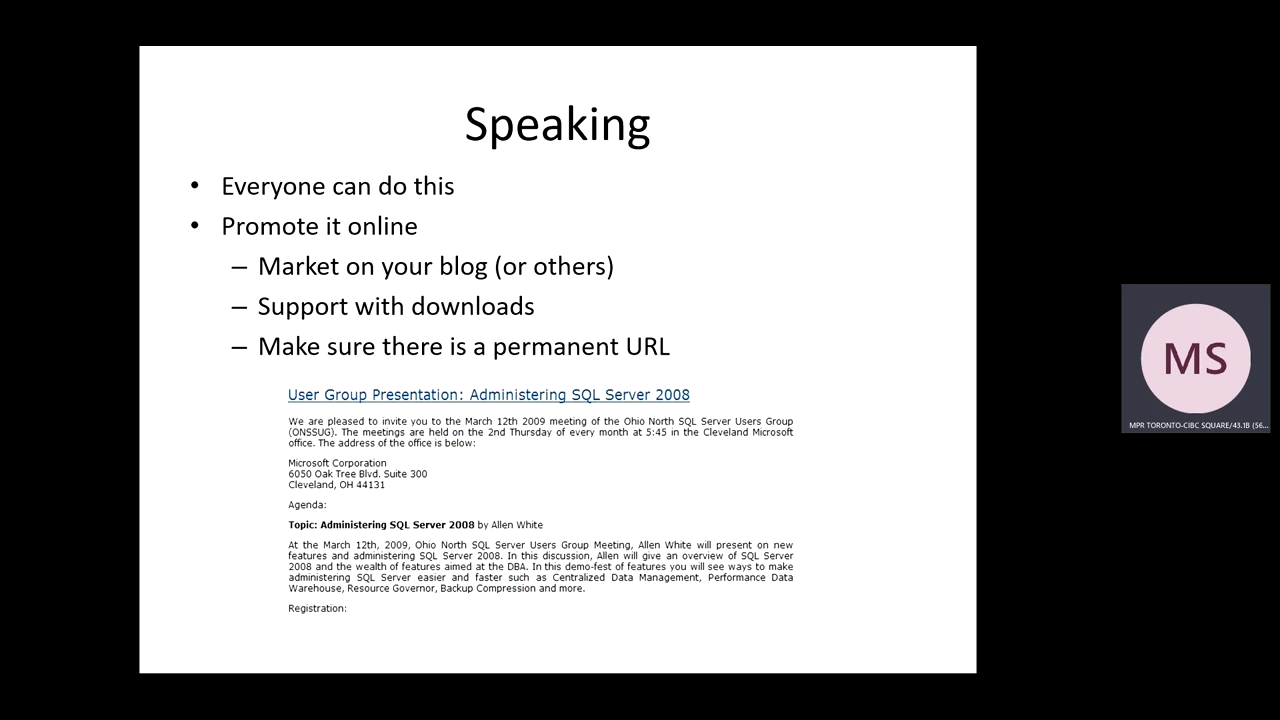 Speaking
• Everyone can do this
• Promote it online
– Market on your blog (or others)
– Support with downloads
– Make sure there is a permanent URL
User Group Presentation: Administering SQL Server 2008
We are pleased to invite you to the March 12th 2009 meeting of the Ohio North SQL Server Users Group
(ONSSUG). The meetings are held on the 2nd Thursday of every month at 5:45 in the Cleveland Microsoft
office. The address of the office is below:
Microsoft Corporation
6050 Oak Tree Blvd. Suite 300
Cleveland, OH 44131
Agenda:
Topic: Administering SQL Server 2008 by Allen White
At the March 12th, 2009, Ohio North SQL Server Users Group Meeting, Allen White will present on new
features and administering SQL Server 2008. In this discussion, Allen will give an overview of SQL Server
2008 and the wealth of features aimed at the DBA. In this demo-fest of features you will see ways to make
administering SQL Server easier and faster such as Centralized Data Management, Performance Data
Warehouse, Resource Governor, Backup Compression and more.
Registration:
MS
MPR TORONTO-CIBC SQUARE/43.1B (56...